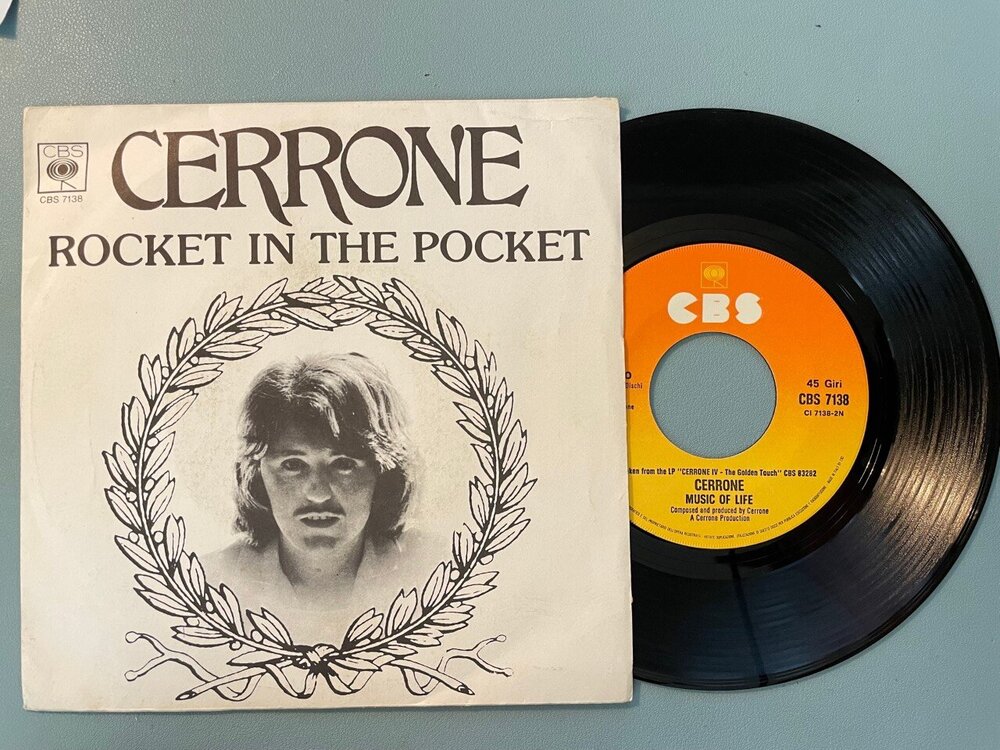 CBS
CBS 7138
CERRONE
ROCKET IN THE POCKET
CBS
45 Giri
CBS 7138
CI 7138-2N
from the LP "CERRONE IV - The Golden Touch" CBS 83282
CERRONE
MUSIC OF LIFE
Composed and produced by Cerrone
A Cerrone Production